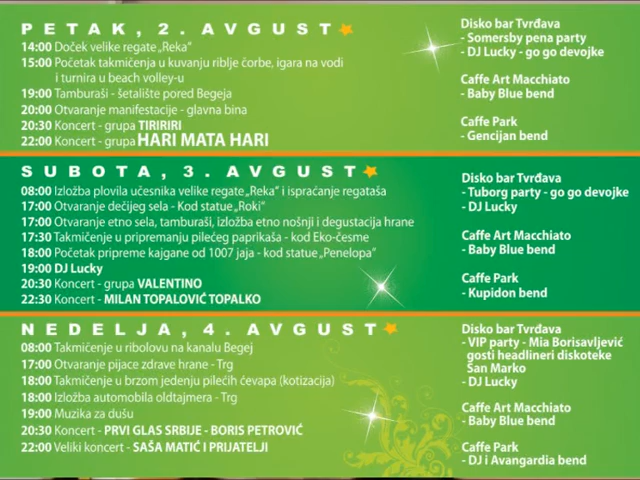 PETAK, 2. AVGUST
14:00 Doček velike regate „Reka"
15:00 Početak takmičenja u kuvanju riblje čorbe, igara na vodi
i turnira u beach volley-u
19:00 Tamburaši - šetalište pored Begeja
20:00 Otvaranje manifestacije - glavna bina
20:30 Koncert - grupa TIRIRIRI
22:00 Koncert - grupa HARI MATA HARI
Disko bar Tvrđava
- Somersby pena party
- DJ Lucky - go go devojke
Caffe Art Macchiato
- Baby Blue bend
Caffe Park
- Gencijan bend
SUBOTA, 3. AVGUST
08:00 Izložba plovila učesnika velike regate „Reka" i ispraćanje regataša
17:00 Otvaranje dečijeg sela - Kod statue „Roki"
17:00 Otvaranje etno sela, tamburaši, izložba etno nošnji i degustacija hrane
17:30 Takmičenje u pripremanju pilećeg paprikaša - kod Eko-česme
18:00 Početak pripreme kajgane od 1007 jaja - kod statue „Penelopa"
19:00 DJ Lucky
20:30 Koncert - grupa VALENTINO
22:30 Koncert - MILAN TOPALOVIĆ TOPALKO
Disko bar Tvrđava
- Tuborg party - go go devojke
- DJ Lucky
Caffe Art Macchiato
- Baby Blue bend
Caffe Park
- Kupidon bend
NEDELJA, 4. AVGUST
08:00 Takmičenje u ribolovu na kanalu Begej
17:00 Otvaranje pijace zdrave hrane - Trg
18:00 Takmičenje u brzom jedenju pilećih ćevapa (kotizacija)
18:00 Izložba automobila oldtajmera - Trg
19:00 Muzika za dušu
20:30 Koncert - PRVI GLAS SRBIJE - BORIS PETROVIĆ
22:00 Veliki koncert - SAŠA MATIĆ I PRIJATELJI
Disko bar Tvrđava
- VIP party - Mia Borisavljević
gosti headlineri diskoteke
Šan Marko
- DJ Lucky
Caffe Art Macchiato
- Baby Blue bend
Caffe Park
- DJ i Avangardia bend